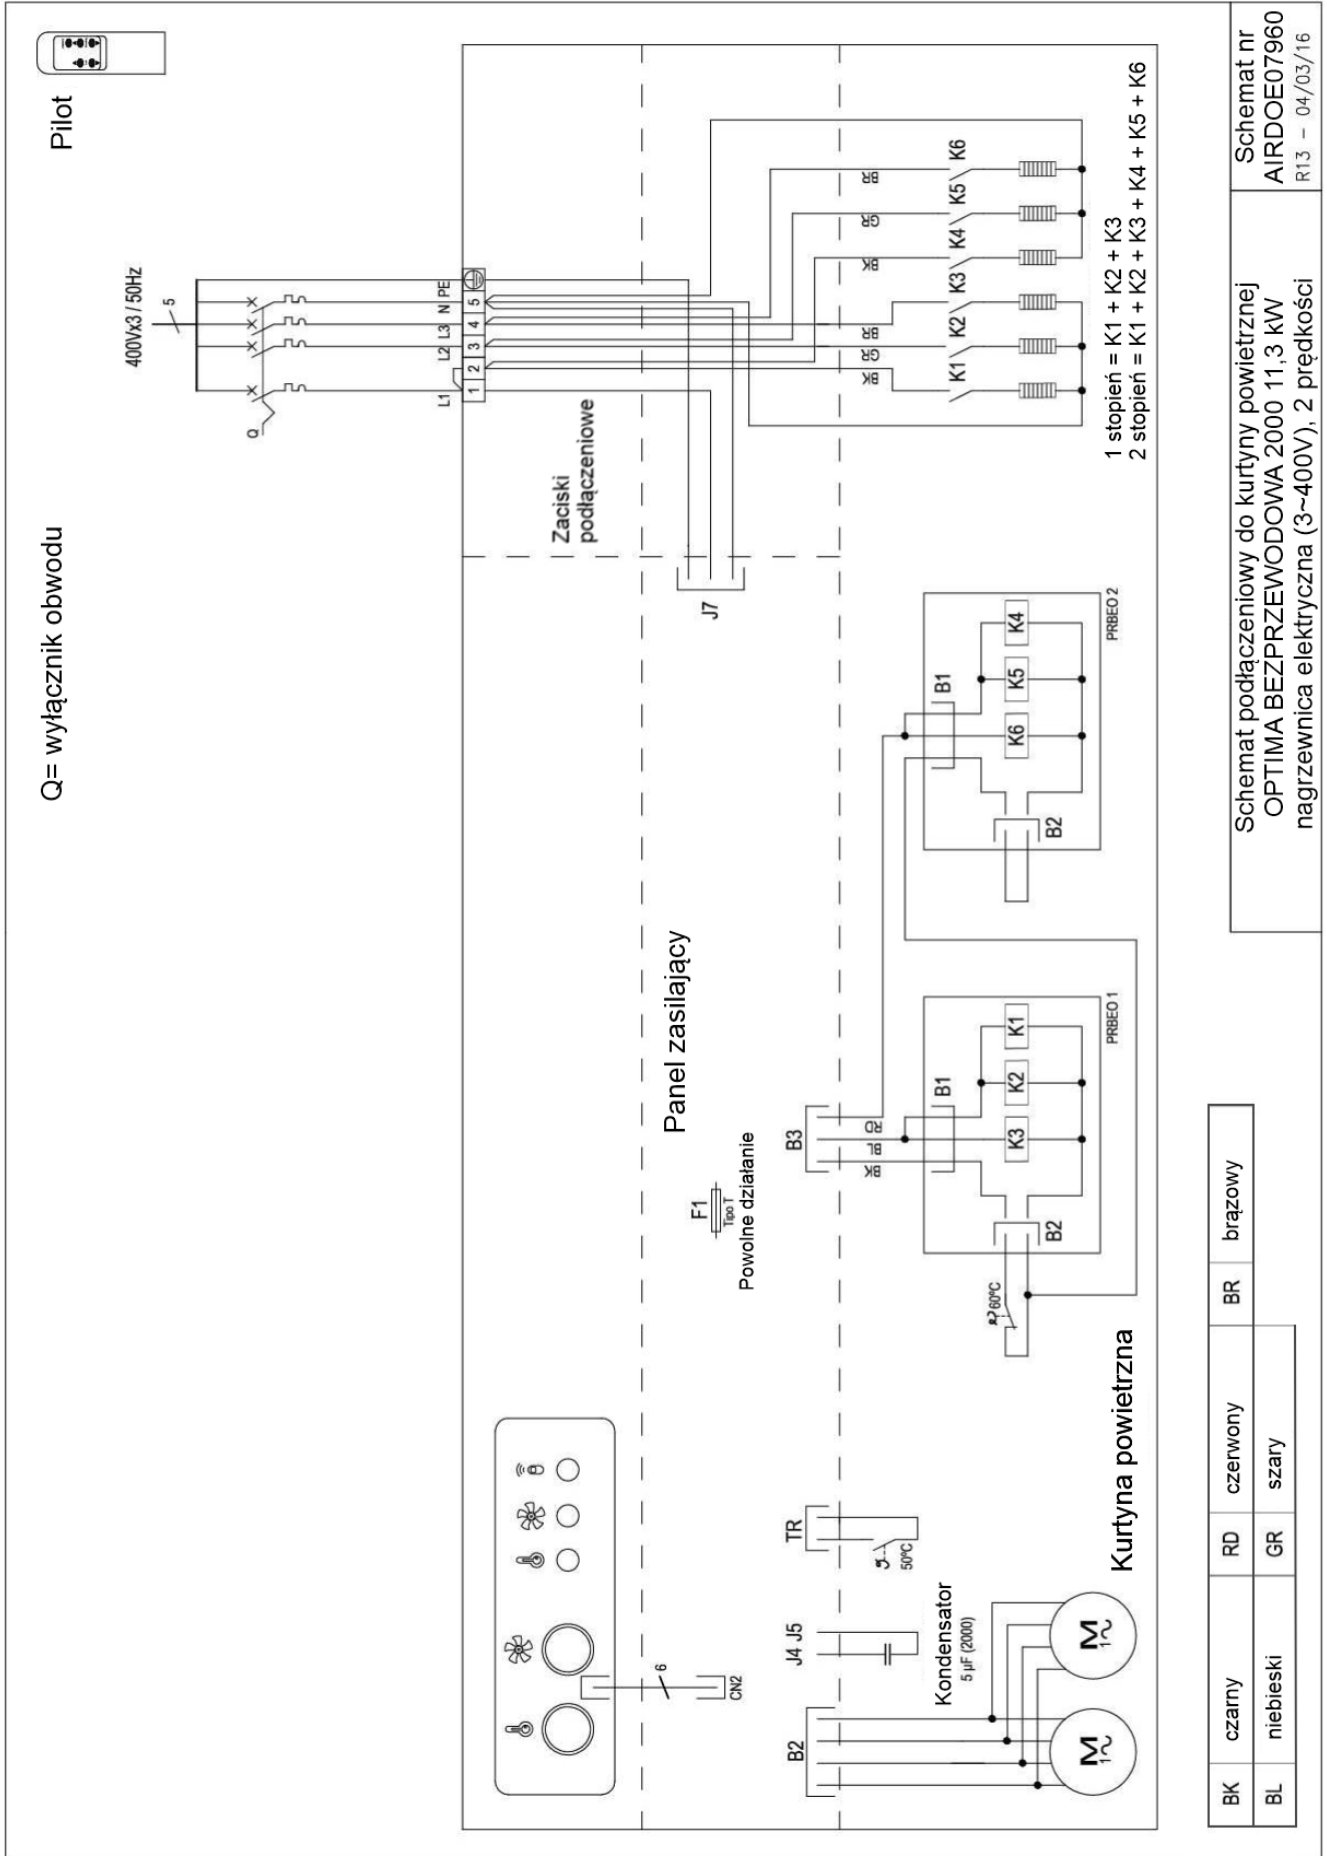 Q= wyłącznik obwodu
Pilot
400Vx3 / 50Hz
5
Q
L1
L2
L3
N
PE
1
2
3
4
5
Zaciski
podłączeniowe
J7
Panel zasilający
F1
Tipo T
Powolne działanie
6
CN2
B2
J4 J5
TR
B3
BK
BL
RD
BK
GR
BR
BK
GR
BR
K1
K2
K3
K4
K5
K6
1 stopień = K1 + K2 + K3
2 stopień = K1 + K2 + K3 + K4 + K5 + K6
Kondensator
5 µF (2000)
50ºC
60ºC
M
1
M
1
B2
B1
K3
K2
K1
PRBEO 1
B2
B1
K6
K5
K4
PRBEO 2
Kurtyna powietrzna
BK czarny RD czerwony BR brązowy
BL niebieski GR szary
Schemat podłączeniowy do kurtyny powietrznej
OPTIMA BEZPRZEWODOWA 2000 11,3 kW
nagrzewnica elektryczna (3~400V), 2 prędkości
Schemat nr
AIRDOE07960
R13 - 04/03/16